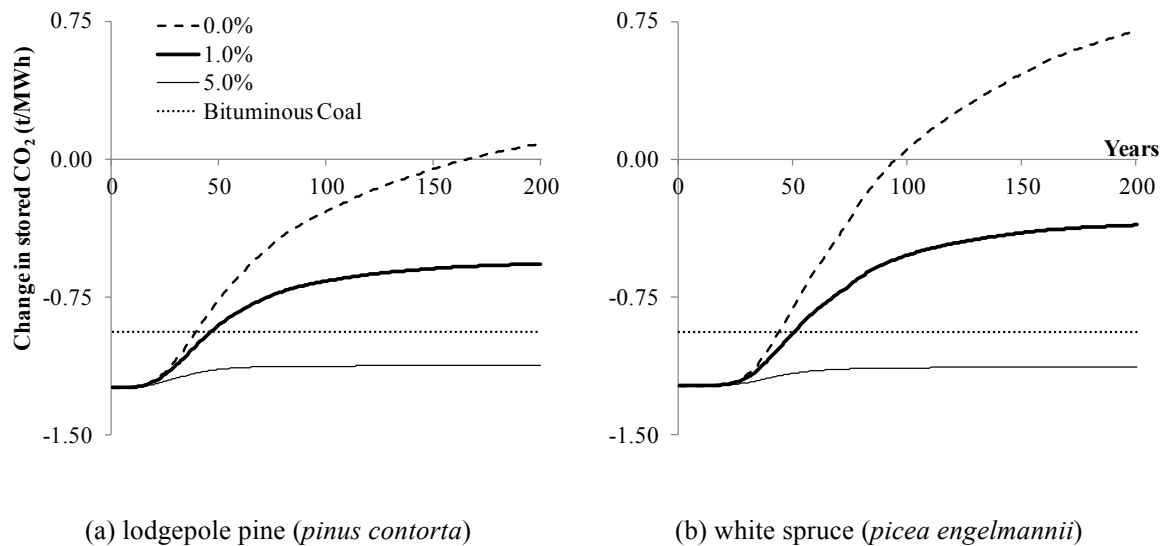 Change in stored CO₂ (t/MWh)
0.75
0.00
-0.75
-1.50
0.0%
1.0%
5.0%
Bituminous Coal
0 50 100 150 200
Years
0 50 100 150 200
(a) lodgepole pine (pinus contorta)
(b) white spruce (picea engelmannii)
0.75
0.00
-0.75
-1.50